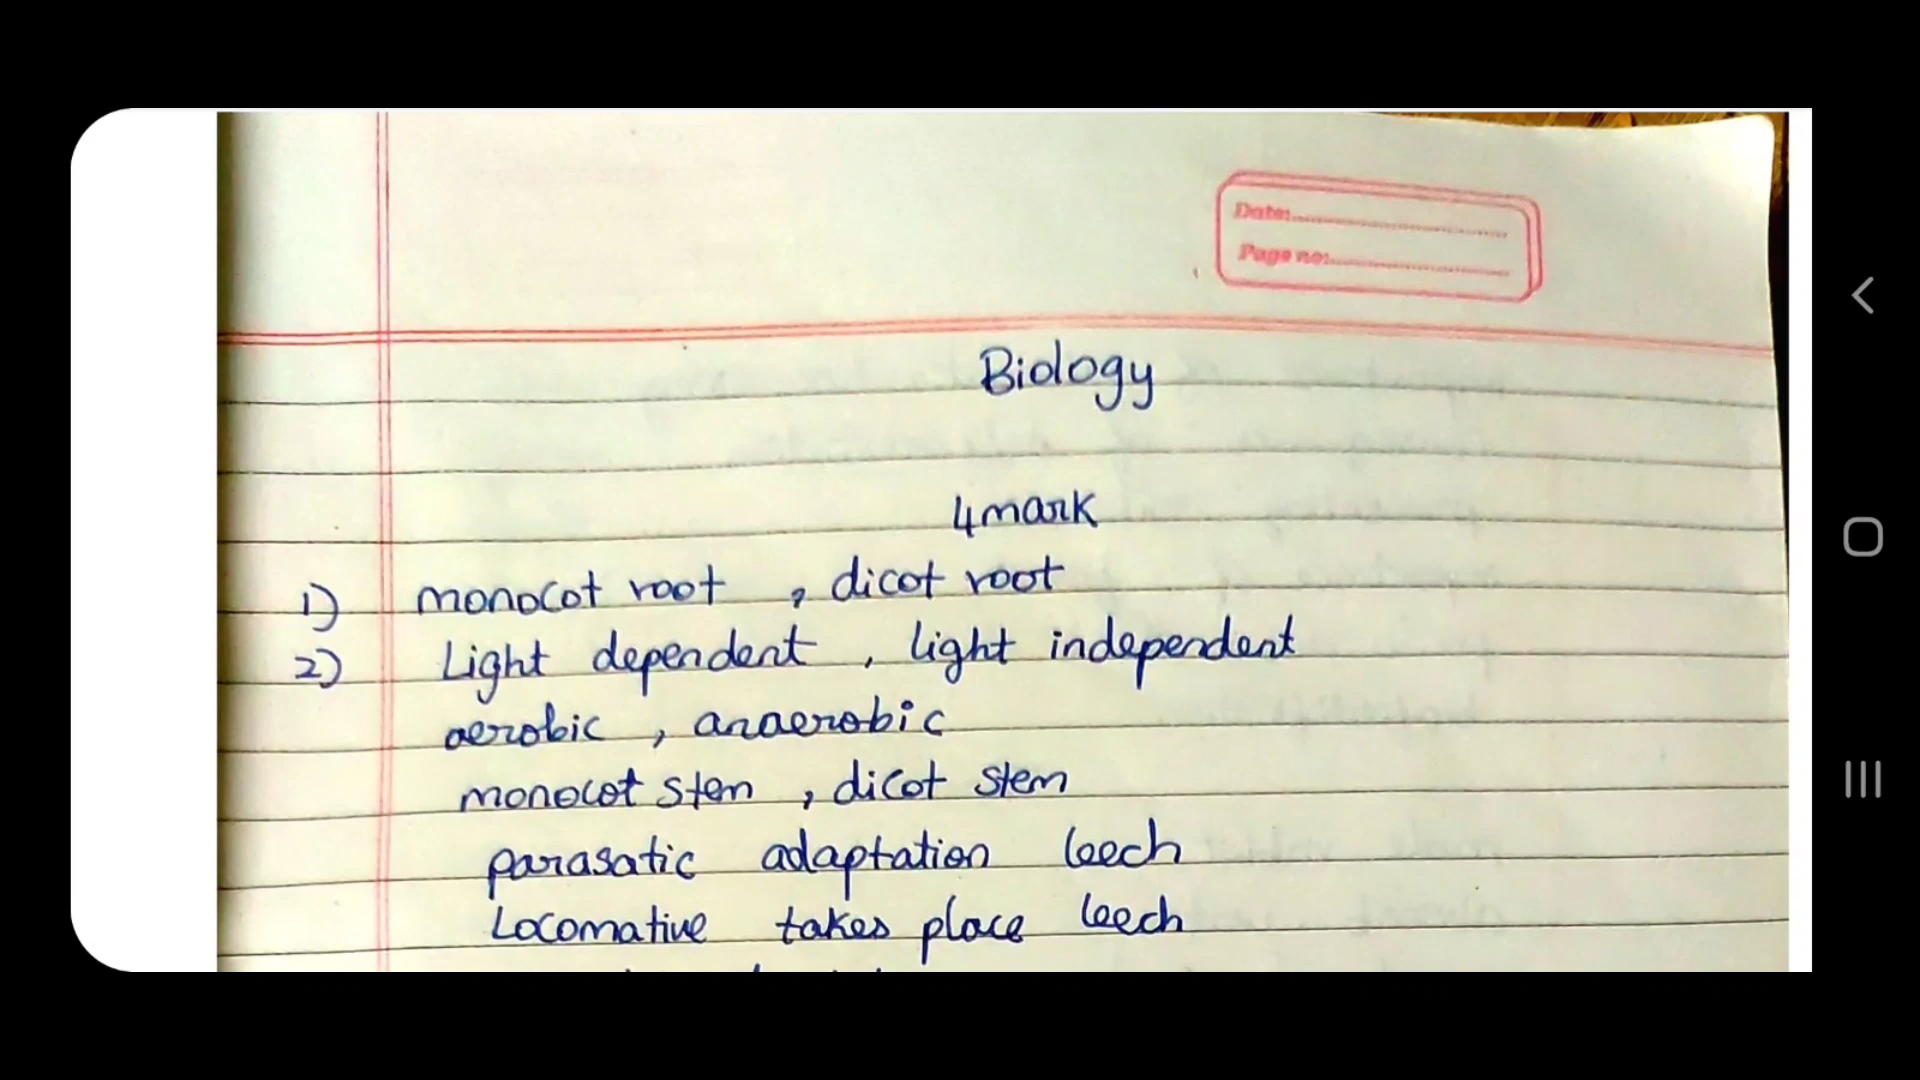 Date:
Page no:
Biology
4mark
1) monocot root , dicot root
2) Light dependent , light independent
aerobic , anaerobic
monocot stem , dicot stem
parasatic adaptation leech
Locomative takes place leech